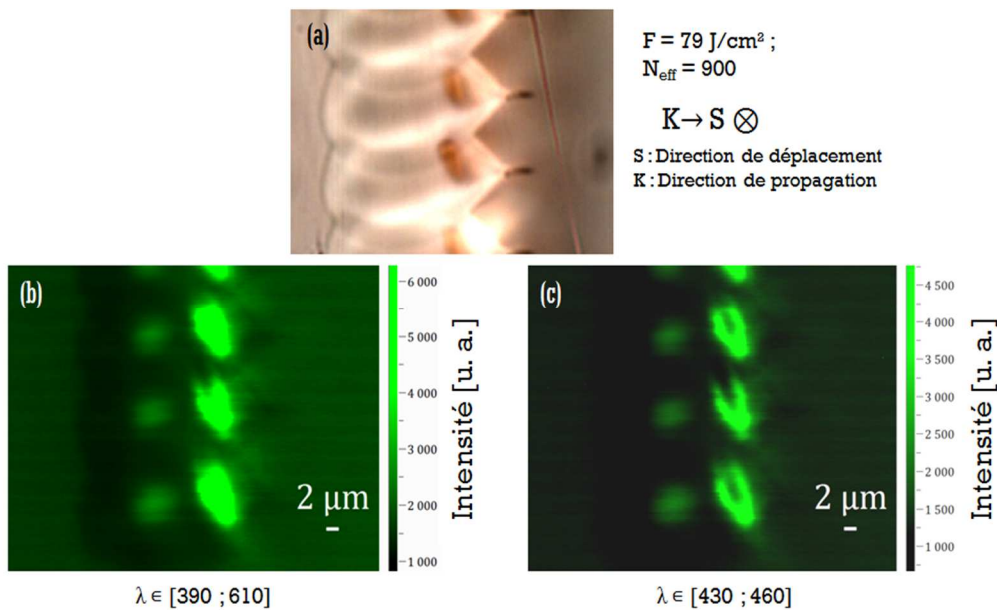 (a)
F = 79 J/cm² ;
N_eff = 900
K→ S ⊗
S : Direction de déplacement
K : Direction de propagation
(b)
6 000
5 000
4 000
3 000
2 000
1 000
Intensité [u. a.]
2 µm
λ ∈ [390 ; 610]
(c)
4 500
4 000
3 500
3 000
2 500
2 000
1 500
1 000
Intensité [u. a.]
2 µm
λ ∈ [430 ; 460]